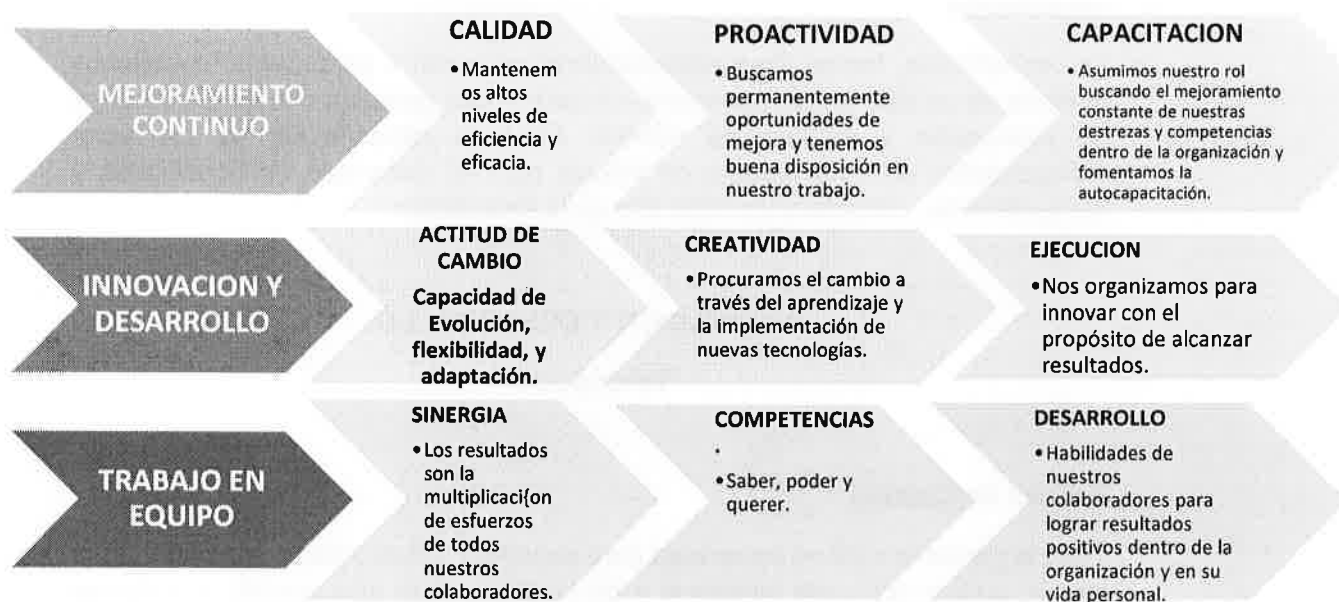 MEJORAMIENTO
CONTINUO
CALIDAD
•Mantenem
os altos
niveles de
eficiencia y
eficacia.
PROACTIVIDAD
•Buscamos
permanentemente
oportunidades de
mejora y tenemos
buena disposición en
nuestro trabajo.
CAPACITACION
•Asumimos nuestro rol
buscando el mejoramiento
constante de nuestras
destrezas y competencias
dentro de la organización y
fomentamos la
autocapacitación.
INNOVACION Y
DESARROLLO
ACTITUD DE
CAMBIO
Capacidad de
Evolución,
flexibilidad, y
adaptación.
CREATIVIDAD
•Procuramos el cambio a
través del aprendizaje y
la implementación de
nuevas tecnologías.
EJECUCION
•Nos organizamos para
innovar con el
propósito de alcanzar
resultados.
TRABAJO EN
EQUIPO
SINERGIA
•Los resultados
son la
multiplicaci{on
de esfuerzos
de todos
nuestros
colaboradores.
COMPETENCIAS
.
•Saber, poder y
querer.
DESARROLLO
•Habilidades de
nuestros
colaboradores para
lograr resultados
positivos dentro de la
organización y en su
vida personal.